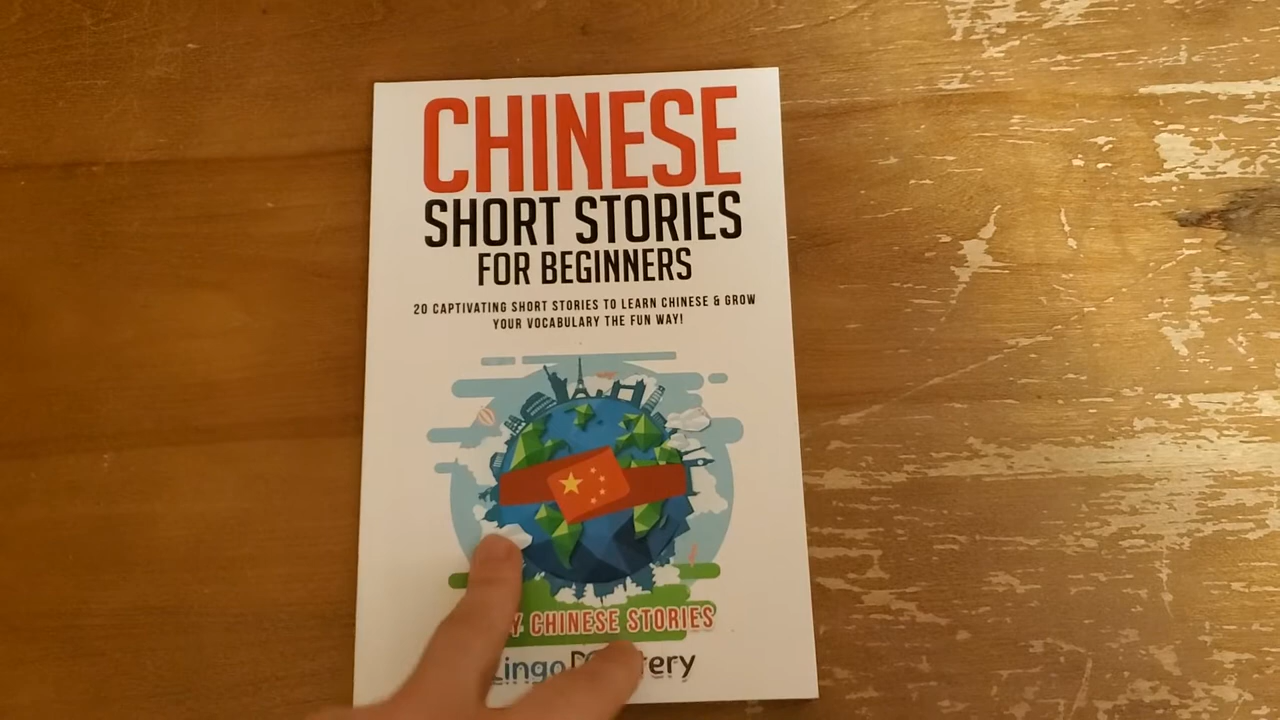 CHINESE
SHORT STORIES
FOR BEGINNERS
20 CAPTIVATING SHORT STORIES TO LEARN CHINESE & GROW
YOUR VOCABULARY THE FUN WAY!
CHINESE STORIES